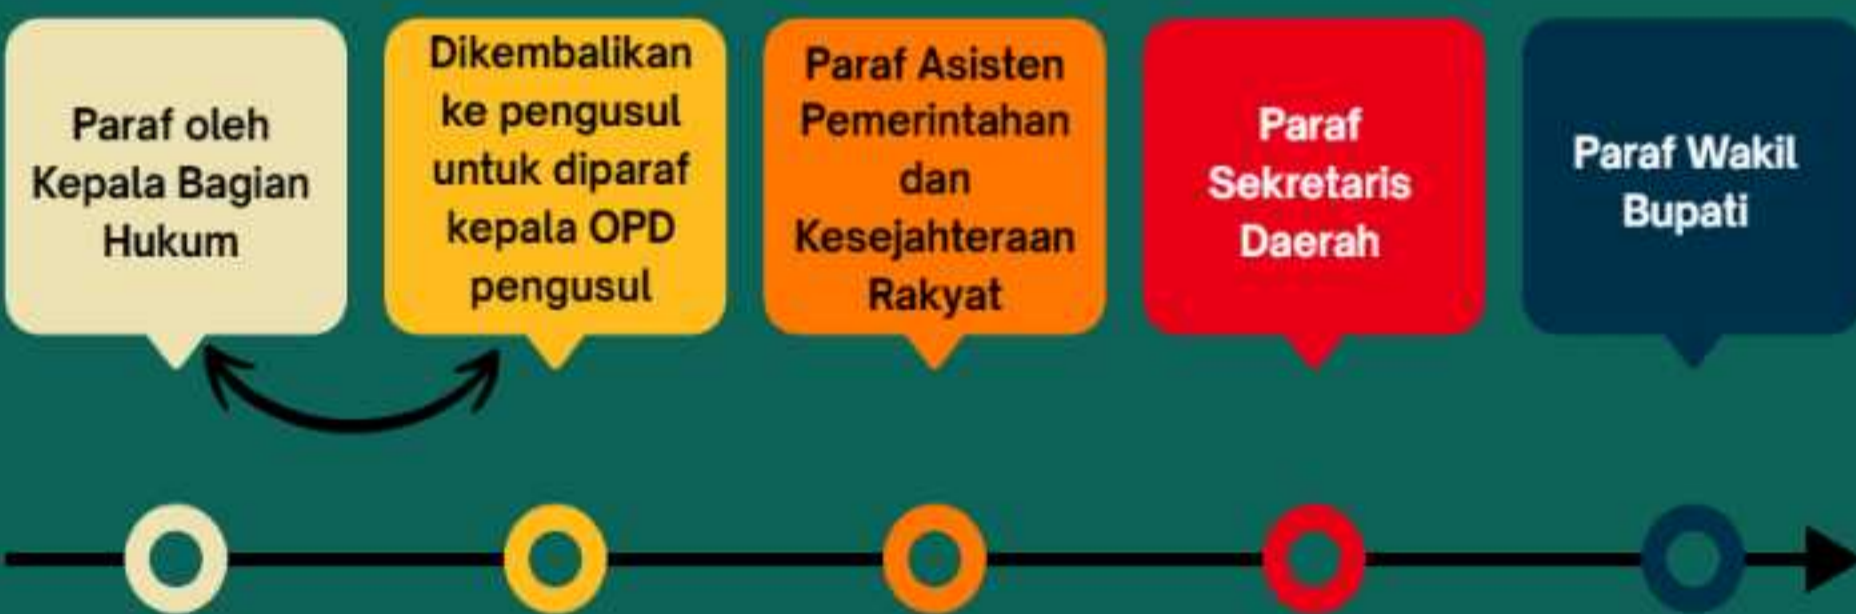 Paraf oleh
Kepala Bagian
Hukum
Dikembalikan
ke pengusul
untuk diparaf
kepala OPD
pengusul
Paraf Asisten
Pemerintahan
dan
Kesejahteraan
Rakyat
Paraf
Sekretaris
Daerah
Paraf Wakil
Bupati